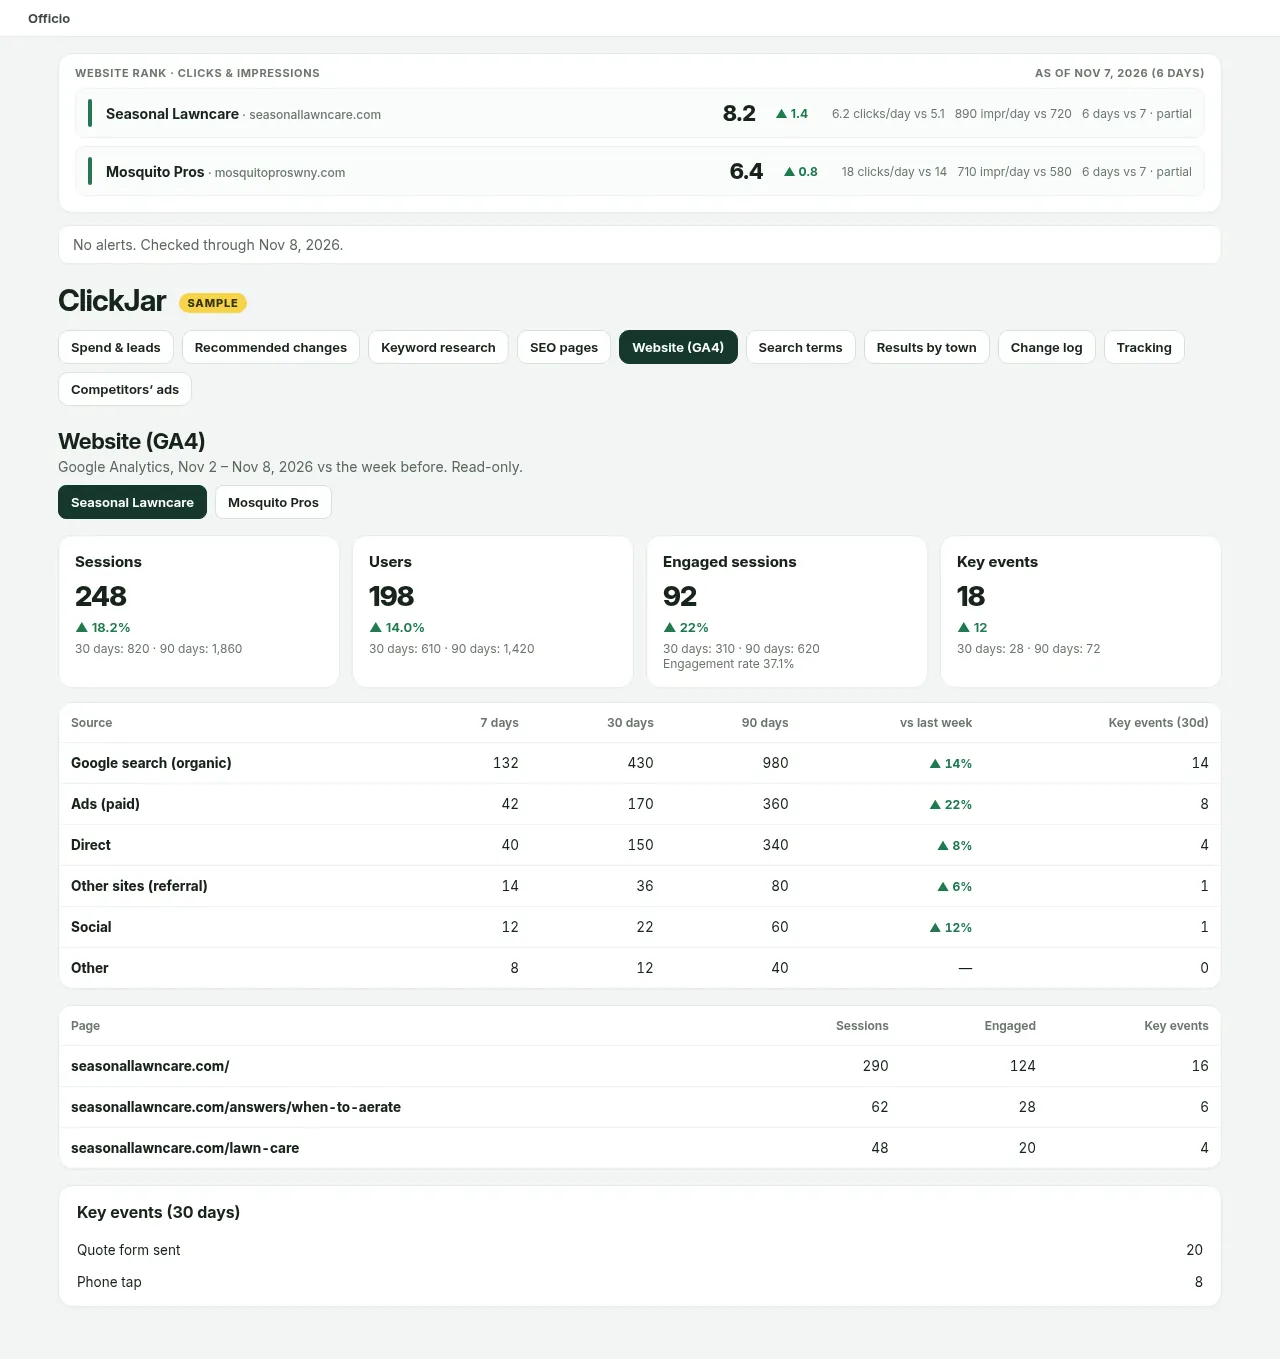 Officio
WEBSITE RANK · CLICKS & IMPRESSIONS AS OF NOV 7, 2026 (6 DAYS)
Seasonal Lawncare · seasonallawncare.com 8.2 ▲ 1.4 6.2 clicks/day vs 5.1 890 impr/day vs 720 6 days vs 7 · partial
Mosquito Pros · mosquitoproswny.com 6.4 ▲ 0.8 18 clicks/day vs 14 710 impr/day vs 580 6 days vs 7 · partial
No alerts. Checked through Nov 8, 2026.
ClickJar SAMPLE
Spend & leads Recommended changes Keyword research SEO pages Website (GA4) Search terms Results by town Change log Tracking
Competitors’ ads
Website (GA4)
Google Analytics, Nov 2 – Nov 8, 2026 vs the week before. Read-only.
Seasonal Lawncare Mosquito Pros
Sessions Users Engaged sessions Key events
248 198 92 18
▲ 18.2% ▲ 14.0% ▲ 22% ▲ 12
30 days: 820 · 90 days: 1,860 30 days: 610 · 90 days: 1,420 30 days: 310 · 90 days: 620 30 days: 28 · 90 days: 72
Engagement rate 37.1%
Source 7 days 30 days 90 days vs last week Key events (30d)
Google search (organic) 132 430 980 ▲ 14% 14
Ads (paid) 42 170 360 ▲ 22% 8
Direct 40 150 340 ▲ 8% 4
Other sites (referral) 14 36 80 ▲ 6% 1
Social 12 22 60 ▲ 12% 1
Other 8 12 40 — 0
Page Sessions Engaged Key events
seasonallawncare.com/ 290 124 16
seasonallawncare.com/answers/when-to-aerate 62 28 6
seasonallawncare.com/lawn-care 48 20 4
Key events (30 days)
Quote form sent 20
Phone tap 8